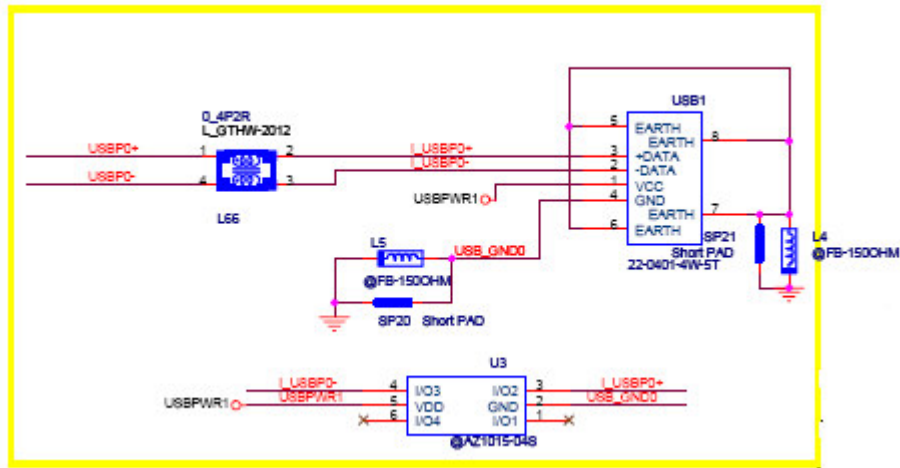 0_4P2R
L_GTHW-2012
USBP0+ 1 2 I_USBP0+
USBP0- 4 3 I_USBP0-
L66
USB1
5 EARTH
EARTH 8
3 +DATA
2 -DATA
1 VCC
4 GND
EARTH 7
6 EARTH
USBPWR1
SP21
Short PAD
22-0401-4W-5T
L4
@FB-150OHM
L5
USB_GND0
@FB-150OHM
SP20 Short PAD
U3
I_USBP0- 4 I/O3 I/O2 3 I_USBP0+
USBPWR1 USBPWR1 5 VDD GND 2 USB_GND0
6 I/O4 I/O1 1
@AZ1015-04S